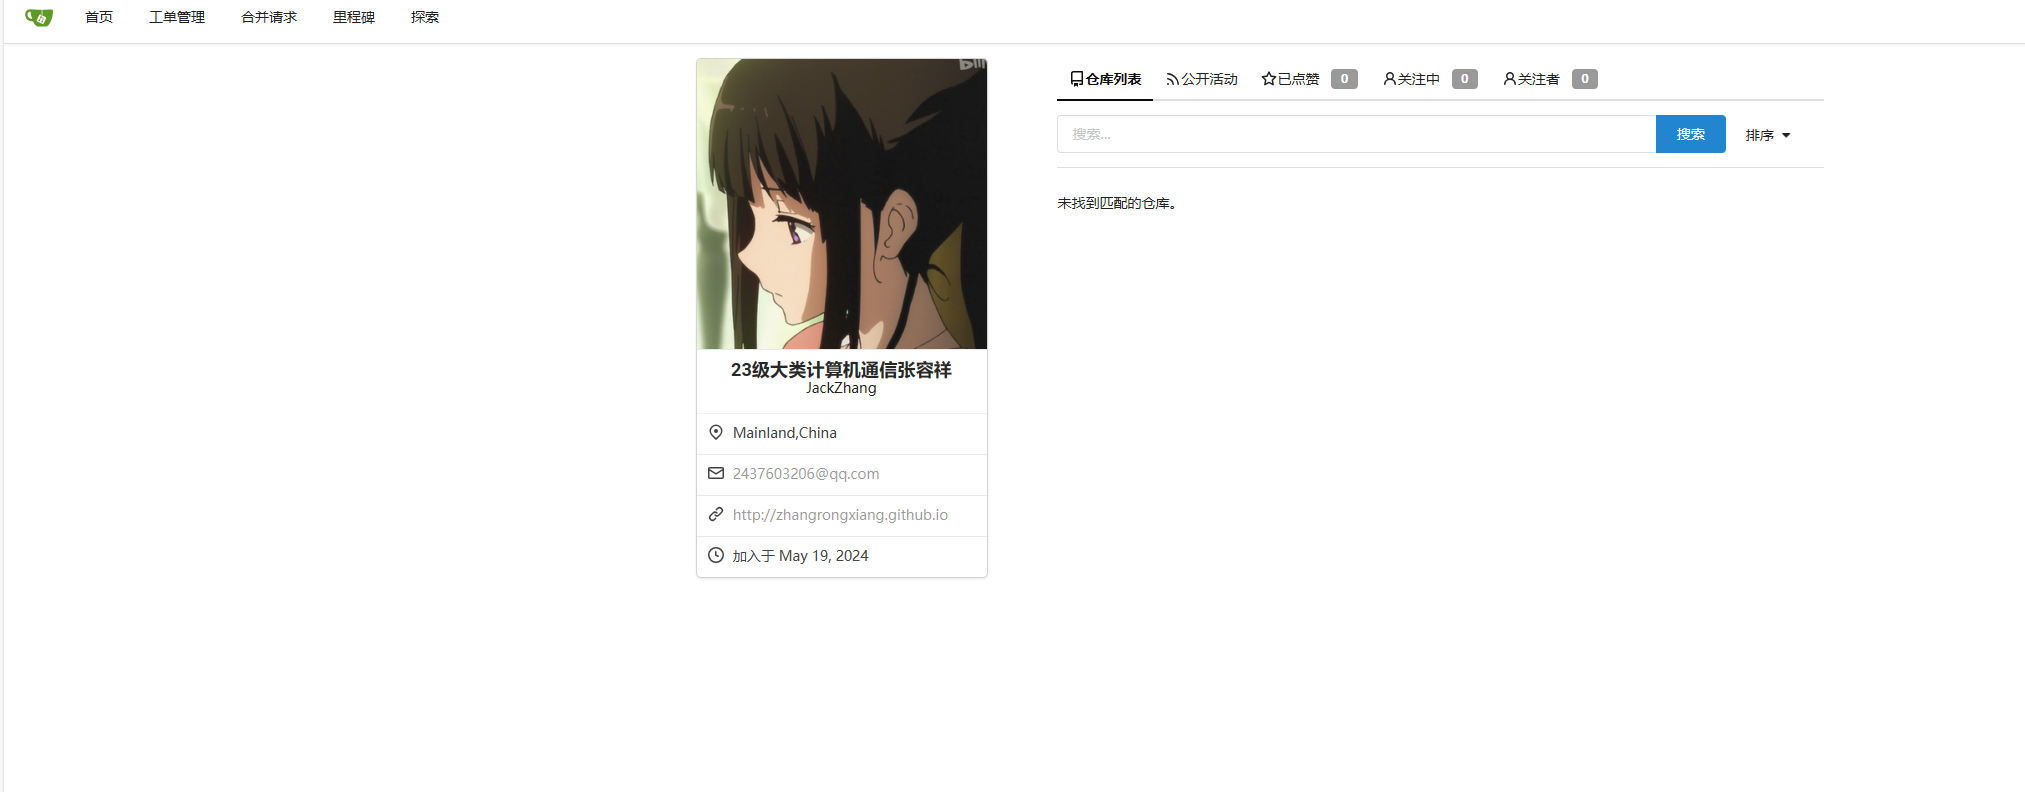 首页 工单管理 合并请求 里程碑 探索
仓库列表 公开活动 已点赞 0 关注中 0 关注者 0
搜索... 搜索 排序
未找到匹配的仓库。
23级大类计算机通信张容祥
JackZhang
Mainland,China
2437603206@qq.com
http://zhangrongxiang.github.io
加入于 May 19, 2024